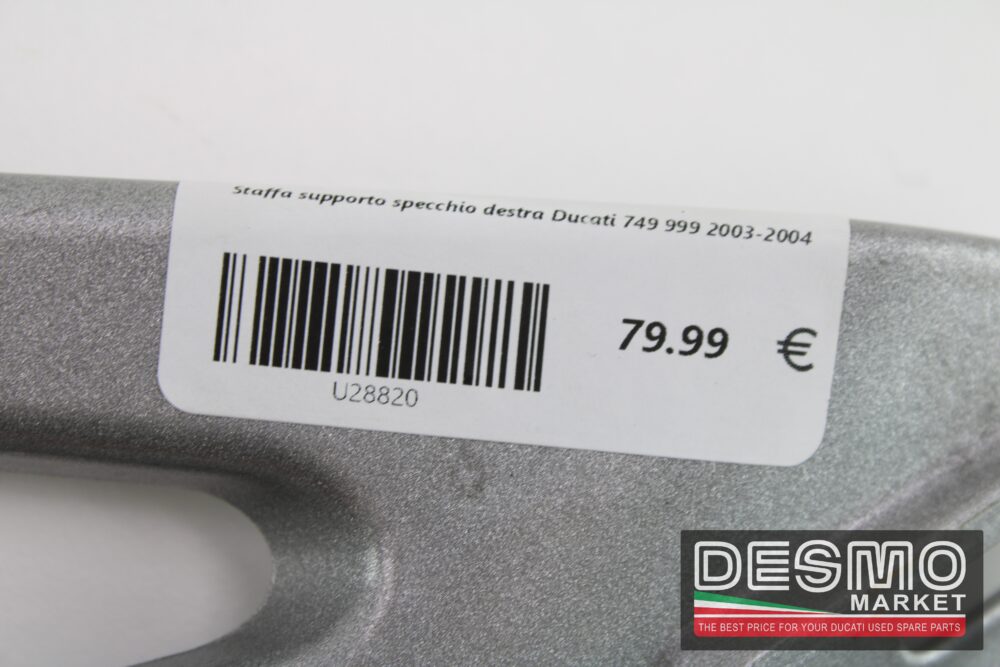 Staffa supporto specchio destra Ducati 749 999 2003-2004
79.99 €
U28820
DESMO
MARKET
THE BEST PRICE FOR YOUR DUCATI USED SPARE PARTS